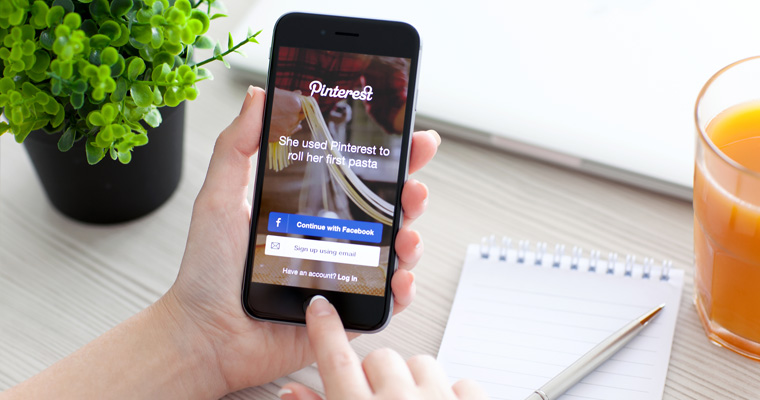 Pinterest
She used Pinterest to
roll her first pasta
f Continue with Facebook
Sign up using email
Have an account? Log In